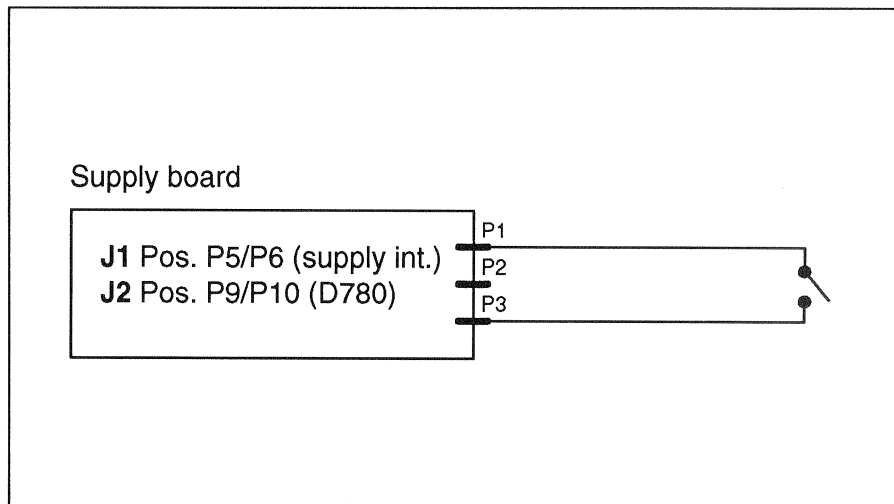 Supply board
J1 Pos. P5/P6 (supply int.)
J2 Pos. P9/P10 (D780)
P1
P2
P3